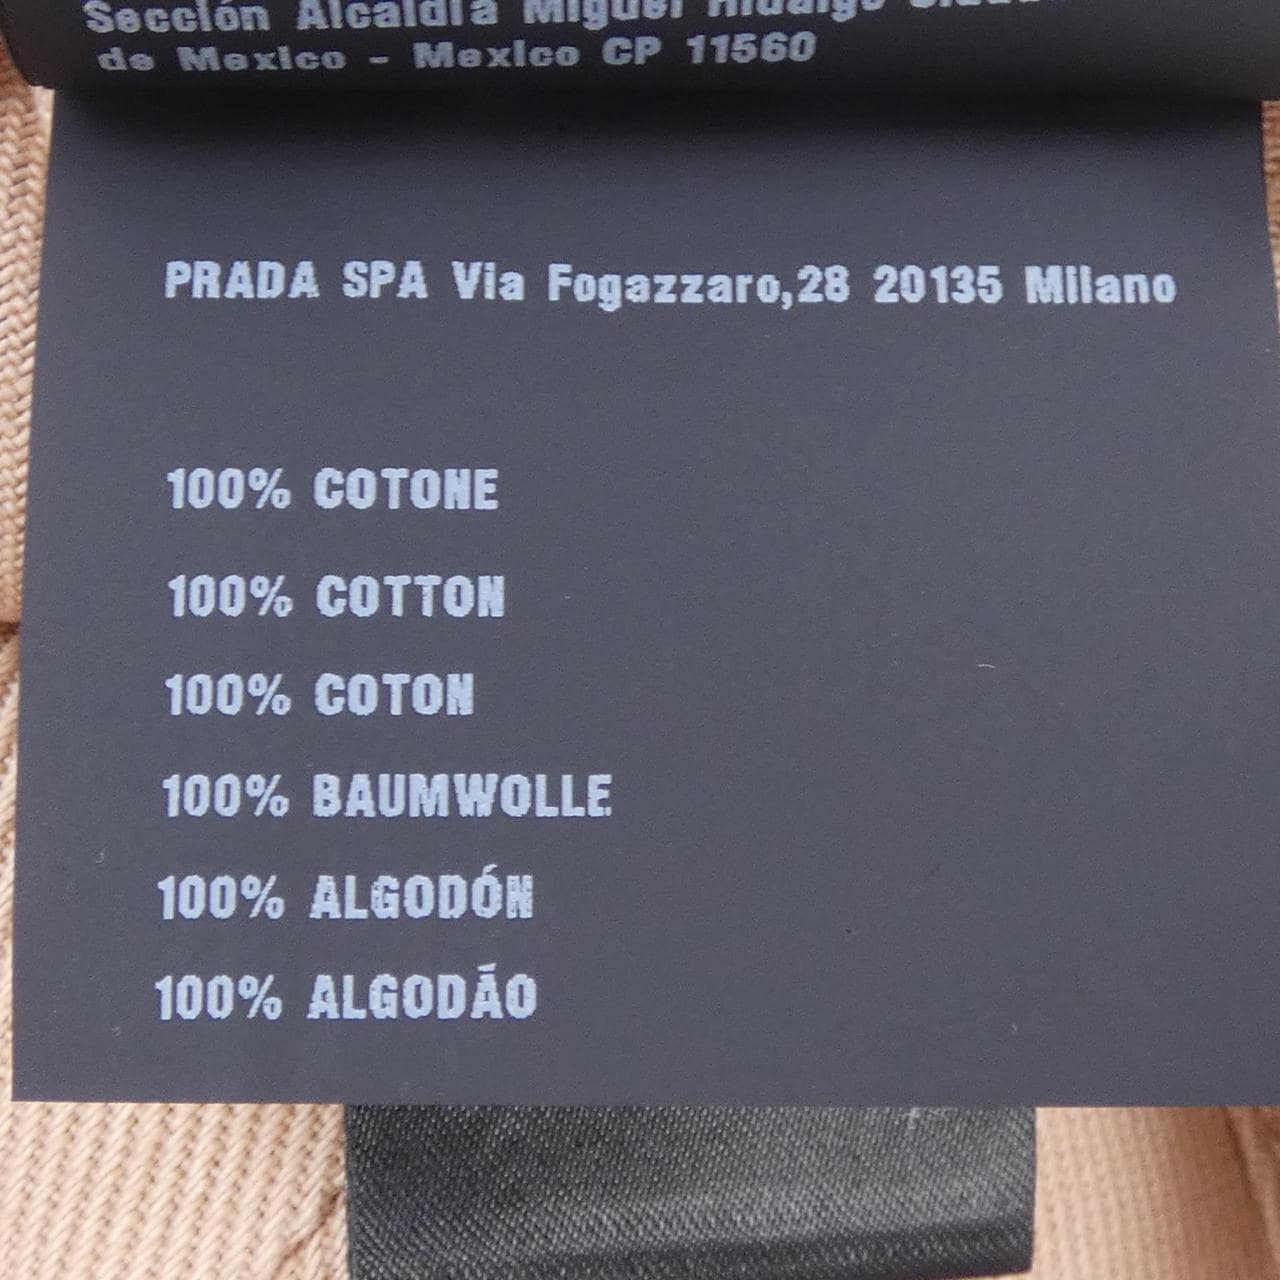 Sección Alcaldía Miguel Hidalgo
de Mexico - Mexico CP 11560
PRADA SPA Via Fogazzaro,28 20135 Milano
100% COTONE
100% COTTON
100% COTON
100% BAUMWOLLE
100% ALGODÓN
100% ALGODÃO